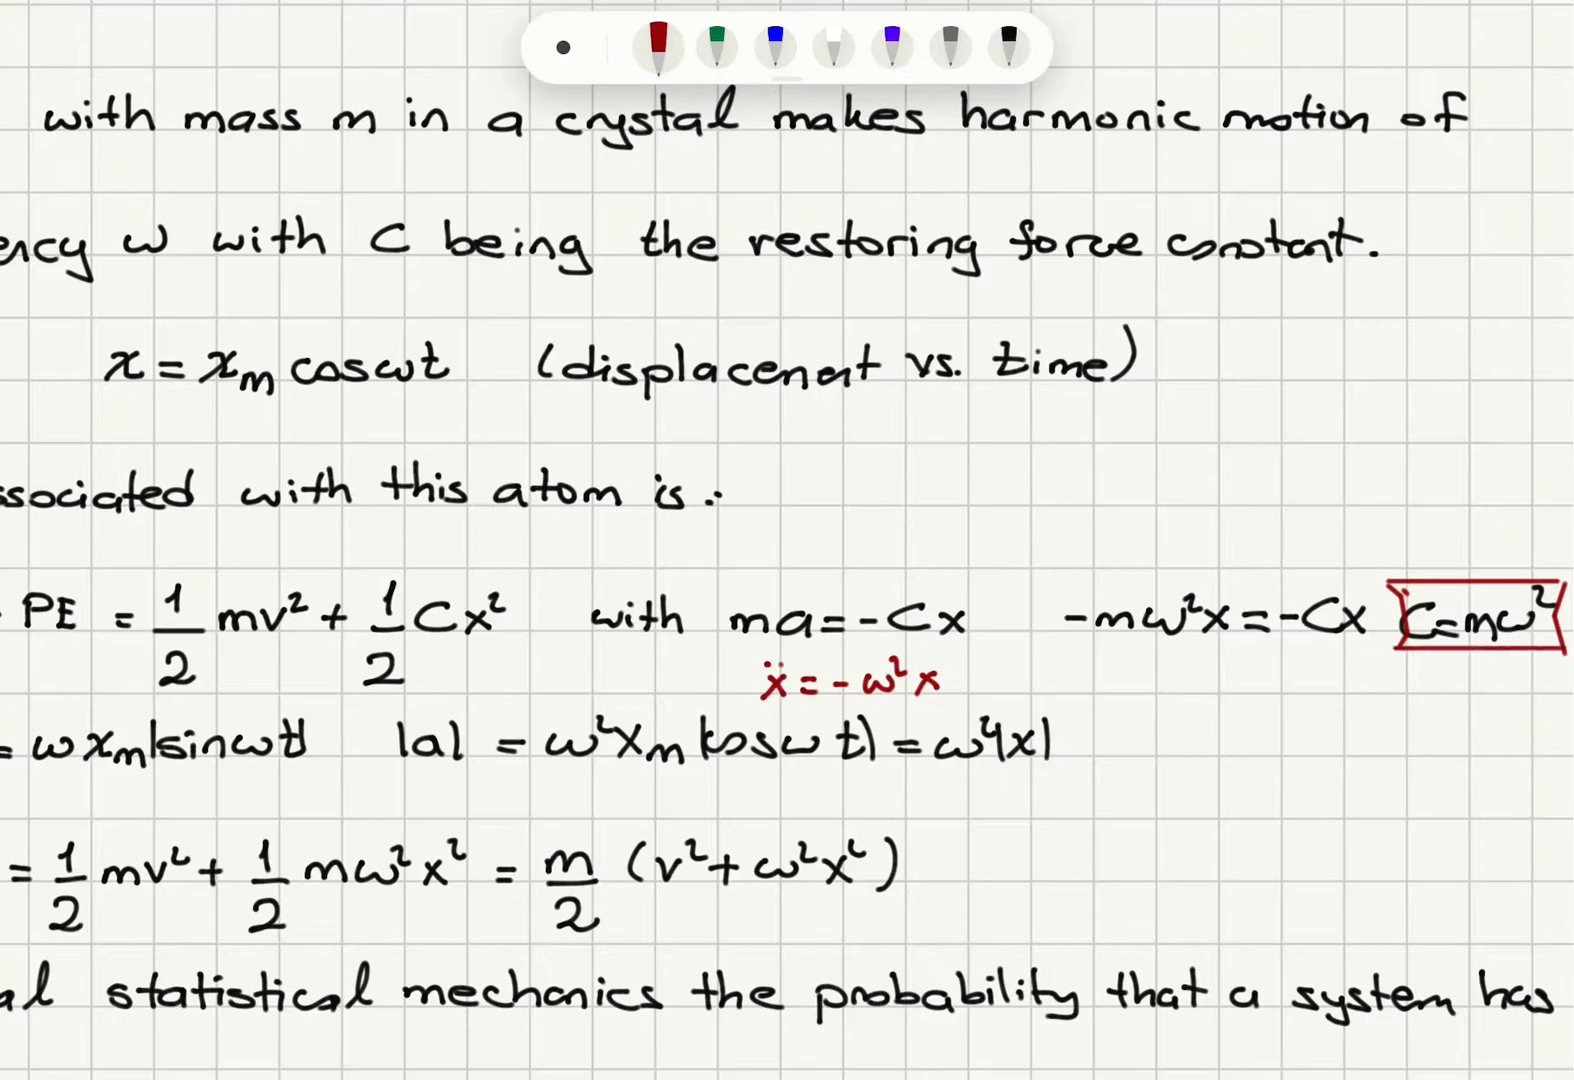 with mass m in a crystal makes harmonic motion of
ency ω with C being the restoring force constant.
x = xₘ cosωt (displacement vs. time)
ssociated with this atom is:
PE = 1/2 mv² + 1/2 Cx² with ma = -Cx -mω²x = -Cx C=mω²
ẍ = -ω²x
= ωxₘ|sinωt| |a| = ω²xₘ|cosωt| = ω²|x|
= 1/2 mv² + 1/2 mω²x² = m/2 (v² + ω²x²)
al statistical mechanics the probability that a system has